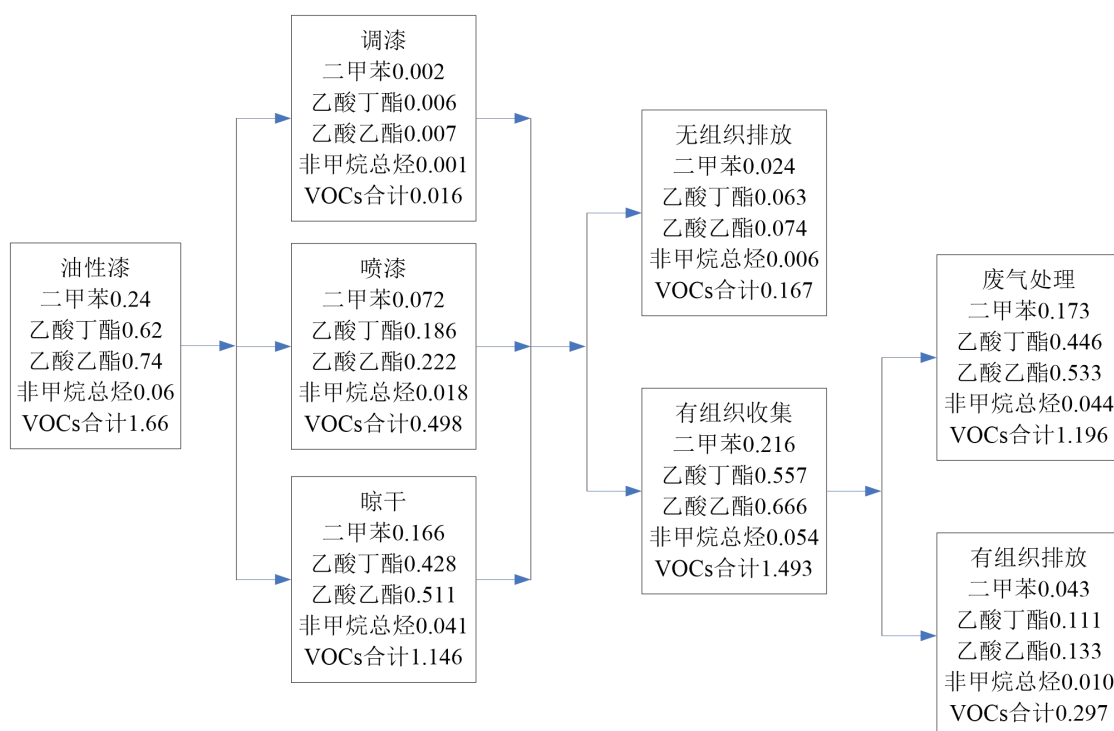 油性漆
二甲苯0.24
乙酸丁酯0.62
乙酸乙酯0.74
非甲烷总烃0.06
VOCs合计1.66
调漆
二甲苯0.002
乙酸丁酯0.006
乙酸乙酯0.007
非甲烷总烃0.001
VOCs合计0.016
喷漆
二甲苯0.072
乙酸丁酯0.186
乙酸乙酯0.222
非甲烷总烃0.018
VOCs合计0.498
晾干
二甲苯0.166
乙酸丁酯0.428
乙酸乙酯0.511
非甲烷总烃0.041
VOCs合计1.146
无组织排放
二甲苯0.024
乙酸丁酯0.063
乙酸乙酯0.074
非甲烷总烃0.006
VOCs合计0.167
有组织收集
二甲苯0.216
乙酸丁酯0.557
乙酸乙酯0.666
非甲烷总烃0.054
VOCs合计1.493
废气处理
二甲苯0.173
乙酸丁酯0.446
乙酸乙酯0.533
非甲烷总烃0.044
VOCs合计1.196
有组织排放
二甲苯0.043
乙酸丁酯0.111
乙酸乙酯0.133
非甲烷总烃0.010
VOCs合计0.297